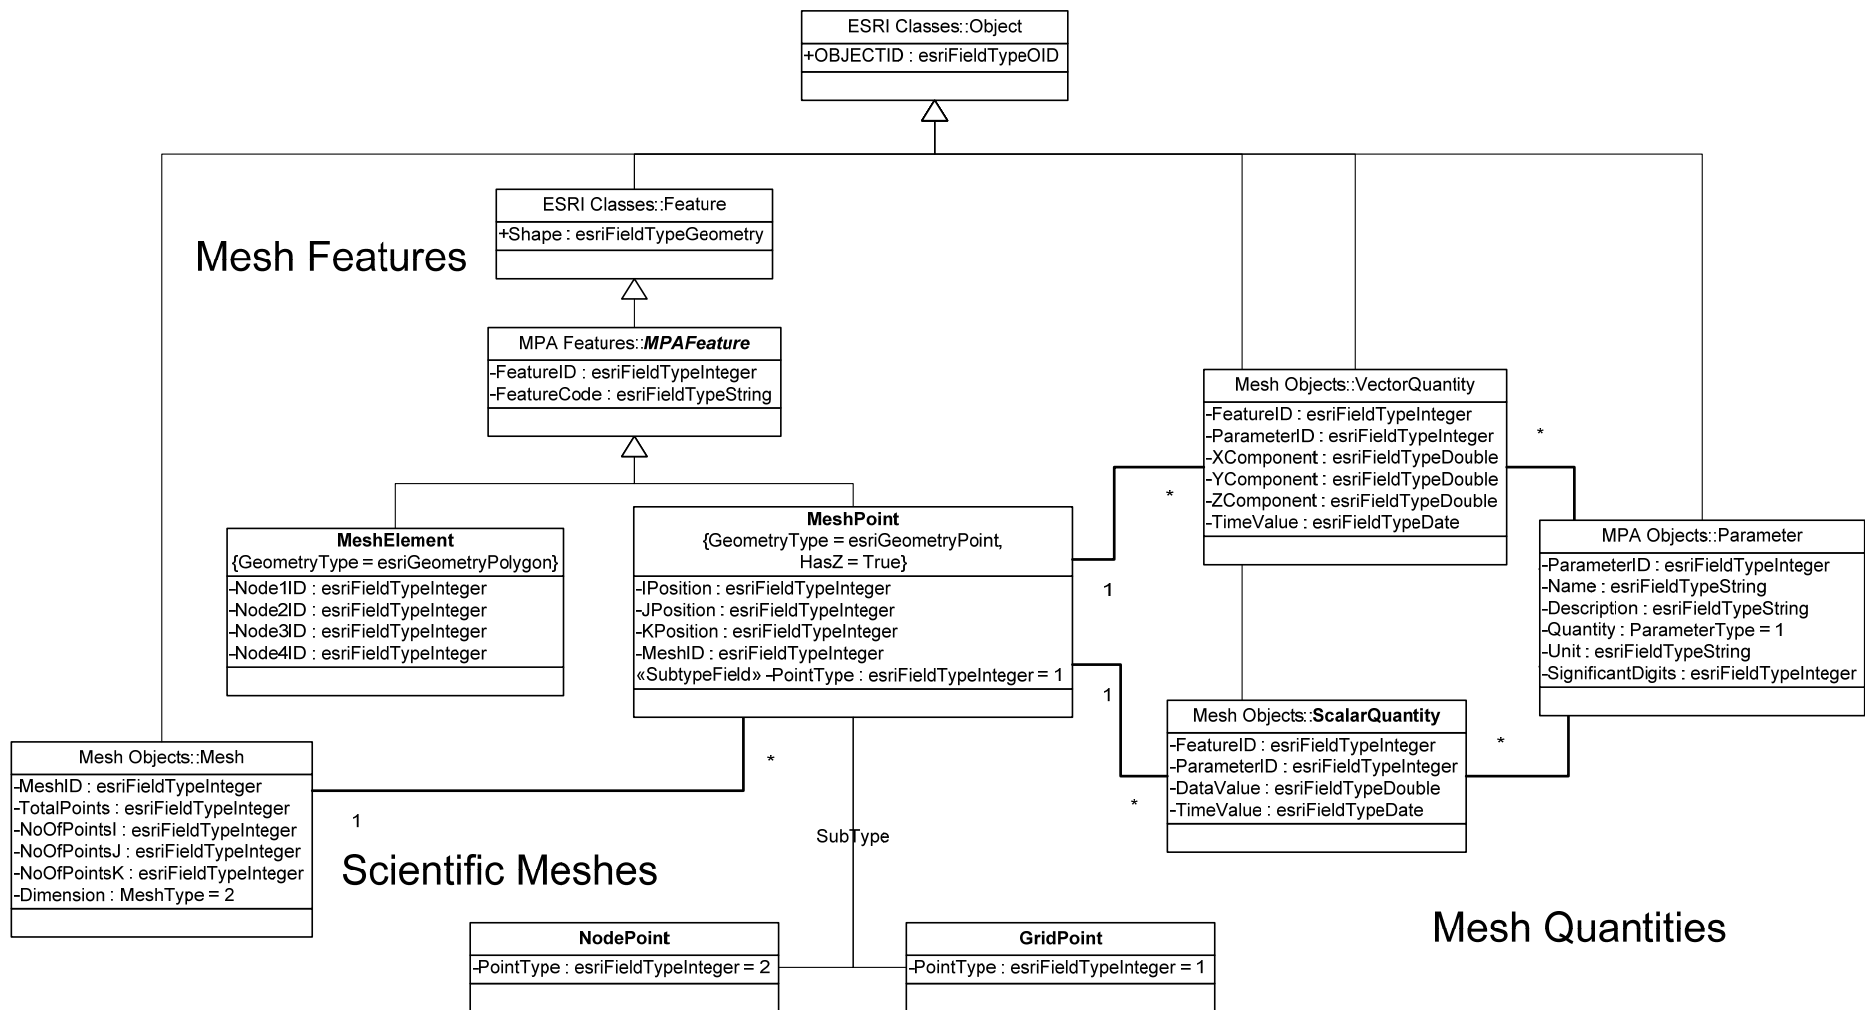 ESRI Classes::Object
+OBJECTID : esriFieldTypeOID
ESRI Classes::Feature
+Shape : esriFieldTypeGeometry
Mesh Features
MPA Features::MPAFeature
-FeatureID : esriFieldTypeInteger
-FeatureCode : esriFieldTypeString
MeshElement
{GeometryType = esriGeometryPolygon}
-Node1ID : esriFieldTypeInteger
-Node2ID : esriFieldTypeInteger
-Node3ID : esriFieldTypeInteger
-Node4ID : esriFieldTypeInteger
MeshPoint
{GeometryType = esriGeometryPoint,
HasZ = True}
-IPosition : esriFieldTypeInteger
-JPosition : esriFieldTypeInteger
-KPosition : esriFieldTypeInteger
-MeshID : esriFieldTypeInteger
«SubtypeField» -PointType : esriFieldTypeInteger = 1
Mesh Objects::VectorQuantity
-FeatureID : esriFieldTypeInteger
-ParameterID : esriFieldTypeInteger
-XComponent : esriFieldTypeDouble
-YComponent : esriFieldTypeDouble
-ZComponent : esriFieldTypeDouble
-TimeValue : esriFieldTypeDate
*
*
1
MPA Objects::Parameter
-ParameterID : esriFieldTypeInteger
-Name : esriFieldTypeString
-Description : esriFieldTypeString
-Quantity : ParameterType = 1
-Unit : esriFieldTypeString
-SignificantDigits : esriFieldTypeInteger
1
*
*
Mesh Objects::ScalarQuantity
-FeatureID : esriFieldTypeInteger
-ParameterID : esriFieldTypeInteger
-DataValue : esriFieldTypeDouble
-TimeValue : esriFieldTypeDate
Mesh Objects::Mesh
-MeshID : esriFieldTypeInteger
-TotalPoints : esriFieldTypeInteger
-NoOfPointsI : esriFieldTypeInteger
-NoOfPointsJ : esriFieldTypeInteger
-NoOfPointsK : esriFieldTypeInteger
-Dimension : MeshType = 2
*
1
SubType
Scientific Meshes
NodePoint
-PointType : esriFieldTypeInteger = 2
GridPoint
-PointType : esriFieldTypeInteger = 1
Mesh Quantities